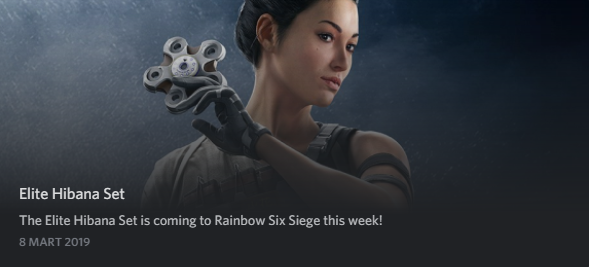 Elite Hibana Set
The Elite Hibana Set is coming to Rainbow Six Siege this week!
8 MART 2019